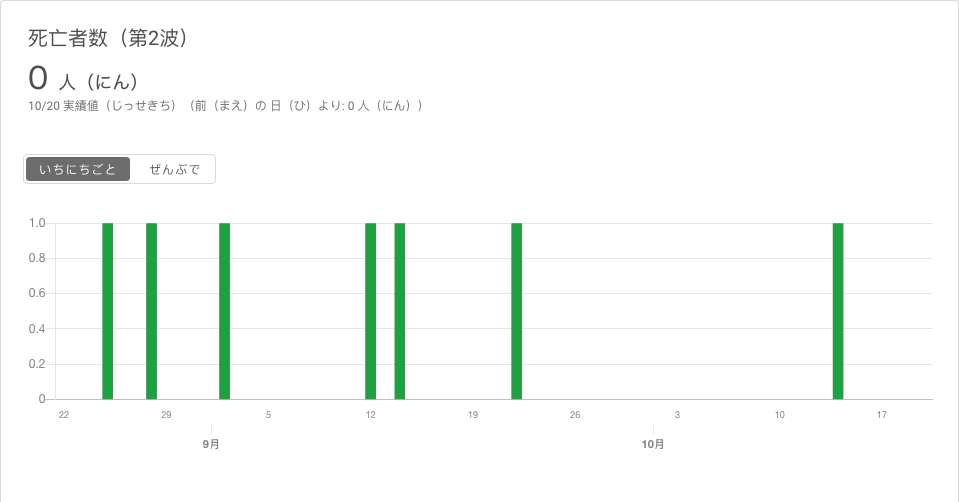 死亡者数（第2波）
0 人（にん）
10/20 実績値（じっせきち）（前（まえ）の 日（ひ）より: 0 人（にん））
いちにちごと ぜんぶで
1.0
0.8
0.6
0.4
0.2
0
22 29 5 12 19 26 3 10 17
9月 10月